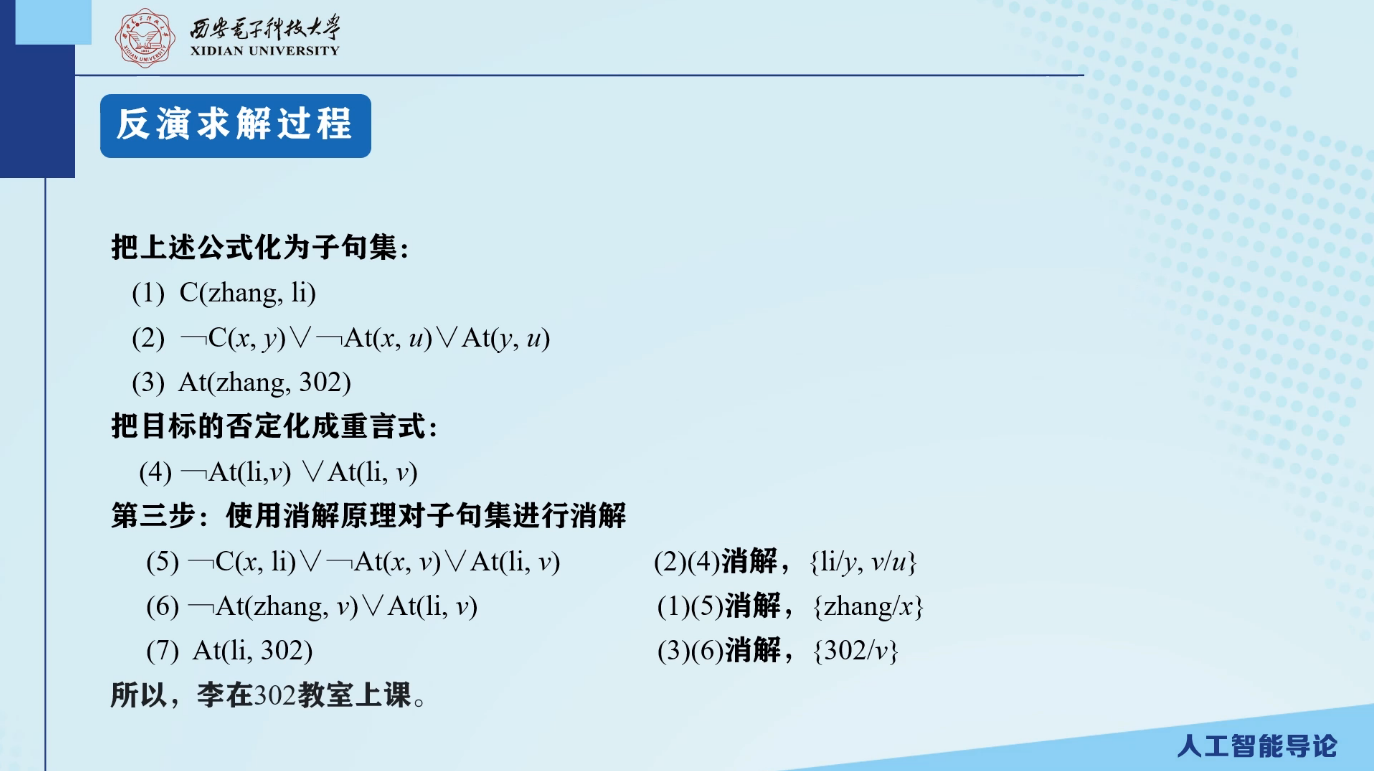 西安电子科技大学
XIDIAN UNIVERSITY
反演求解过程
把上述公式化为子句集：
(1) C(zhang, li)
(2) ﹁C(x, y)∨﹁At(x, u)∨At(y, u)
(3) At(zhang, 302)
把目标的否定化成重言式：
(4) ﹁At(li,v) ∨At(li, v)
第三步：使用消解原理对子句集进行消解
(5) ﹁C(x, li)∨﹁At(x, v)∨At(li, v) (2)(4)消解，{li/y, v/u}
(6) ﹁At(zhang, v)∨At(li, v) (1)(5)消解，{zhang/x}
(7) At(li, 302) (3)(6)消解，{302/v}
所以，李在302教室上课。
人工智能导论